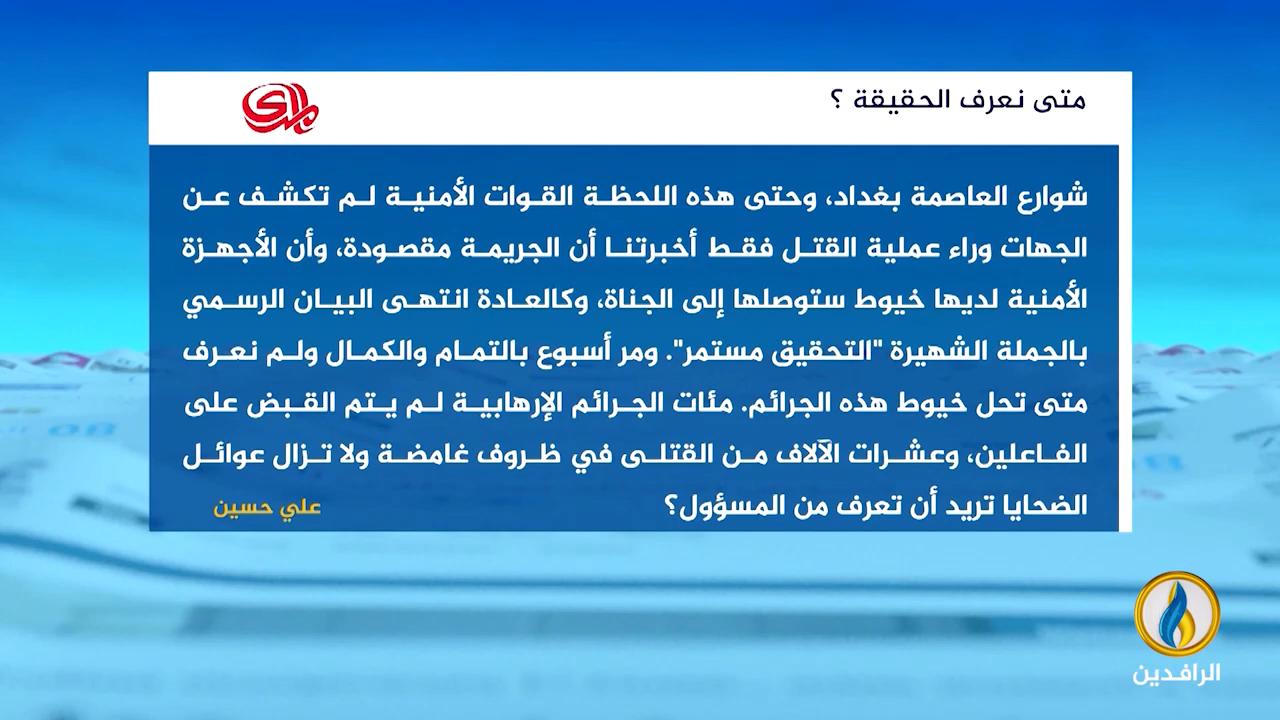 متى نعرف الحقيقة ؟
المدى
شوارع العاصمة بغداد، وحتى هذه اللحظة القوات الأمنية لم تكشف عن
الجهات وراء عملية القتل فقط أخبرتنا أن الجريمة مقصودة، وأن الأجهزة
الأمنية لديها خيوط ستوصلها إلى الجناة، وكالعادة انتهى البيان الرسمي
بالجملة الشهيرة "التحقيق مستمر". ومر أسبوع بالتمام والكمال ولم نعرف
متى تحل خيوط هذه الجرائم. مئات الجرائم الإرهابية لم يتم القبض على
الفاعلين، وعشرات الآلاف من القتلى في ظروف غامضة ولا تزال عوائل
الضحايا تريد أن تعرف من المسؤول؟
علي حسين
الرافدين